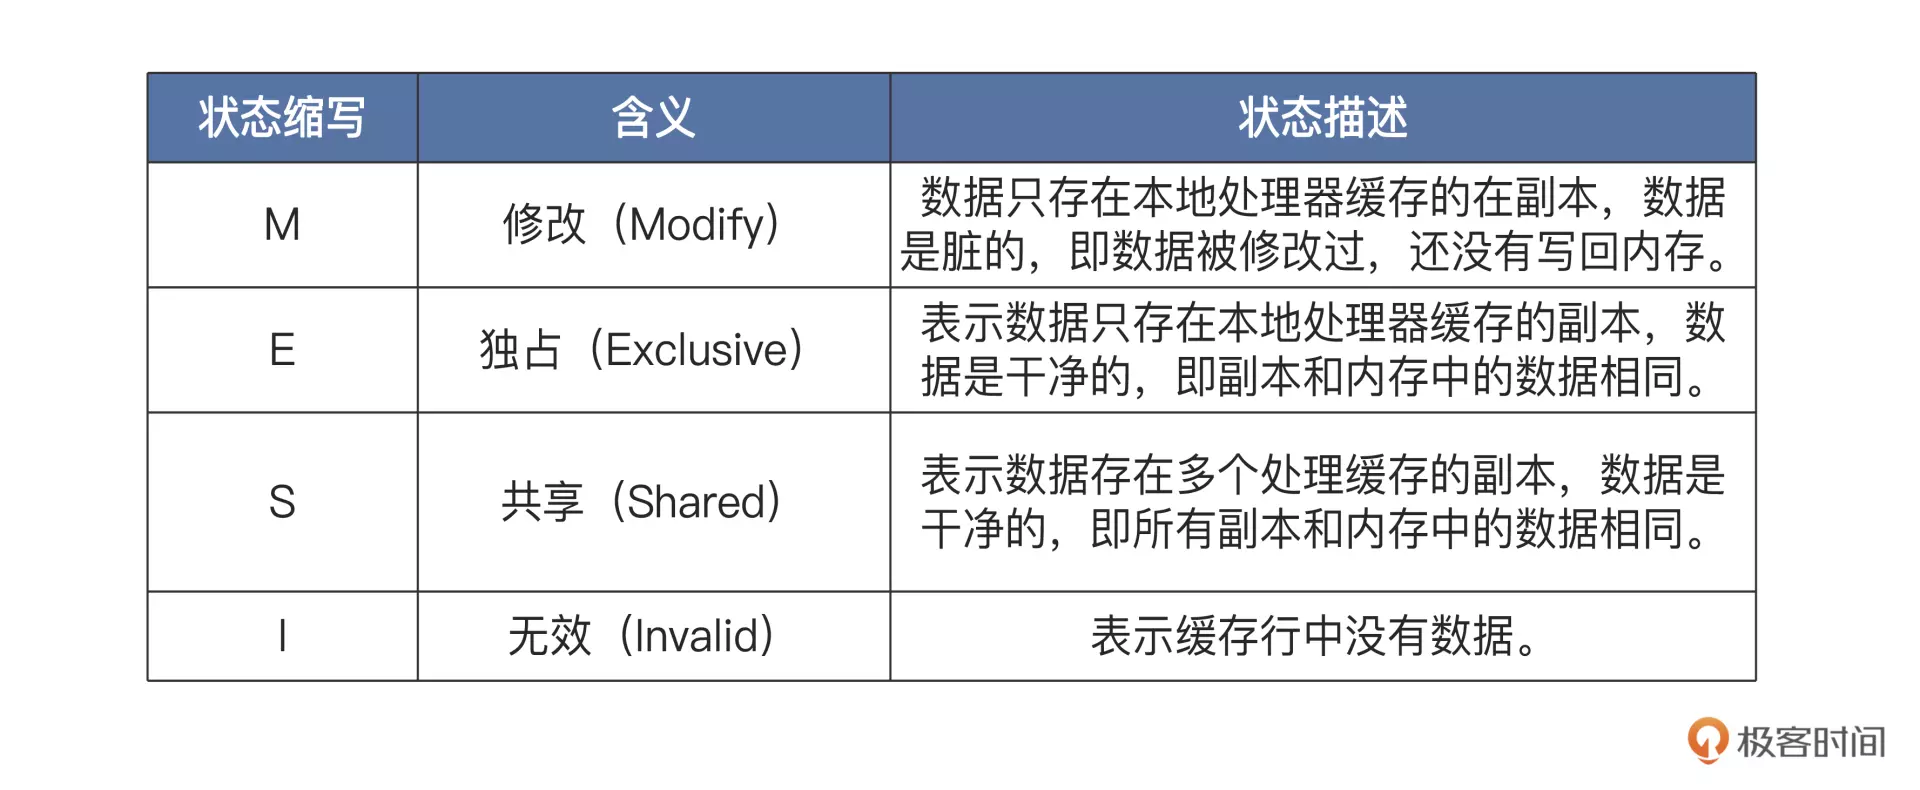 状态缩写 含义 状态描述
M 修改（Modify） 数据只存在本地处理器缓存的在副本，数据
是脏的，即数据被修改过，还没有写回内存。
E 独占（Exclusive） 表示数据只存在本地处理器缓存的副本，数
据是干净的，即副本和内存中的数据相同。
S 共享（Shared） 表示数据存在多个处理缓存的副本，数据是
干净的，即所有副本和内存中的数据相同。
I 无效（Invalid） 表示缓存行中没有数据。
极客时间